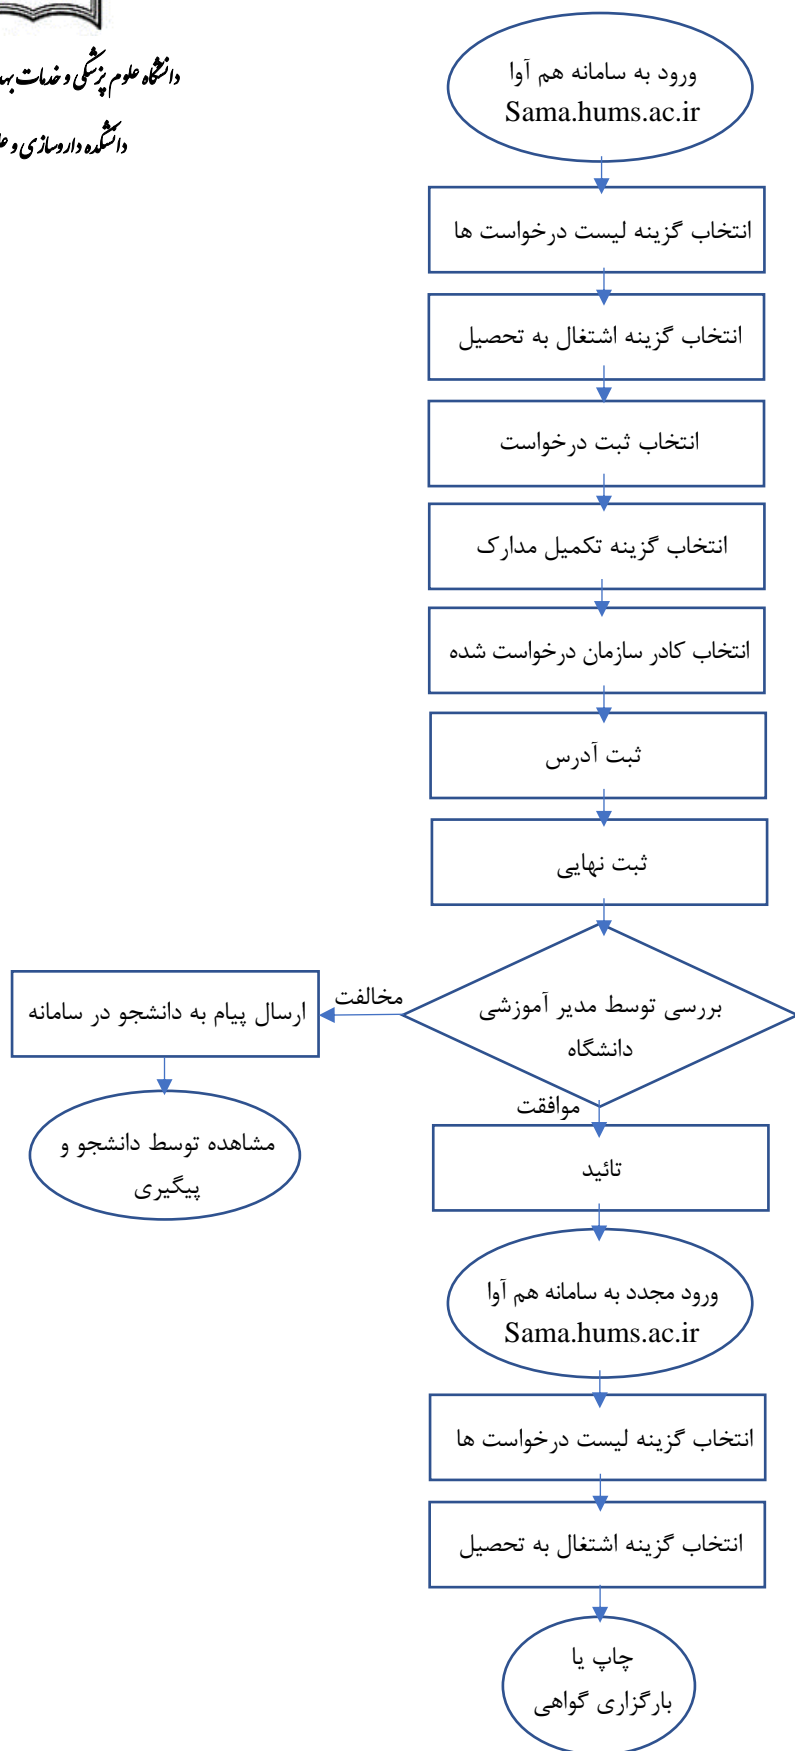 دانشگاه علوم پزشکی و خدمات
دانشکده داروسازی و
ورود به سامانه هم آوا
Sama.hums.ac.ir
انتخاب گزینه لیست درخواست ها
انتخاب گزینه اشتغال به تحصیل
انتخاب ثبت درخواست
انتخاب گزینه تکمیل مدارک
انتخاب کادر سازمان درخواست شده
ثبت آدرس
ثبت نهایی
بررسی توسط مدیر آموزشی
دانشگاه
مخالفت
ارسال پیام به دانشجو در سامانه
مشاهده توسط دانشجو و
پیگیری
موافقت
تائید
ورود مجدد به سامانه هم آوا
Sama.hums.ac.ir
انتخاب گزینه لیست درخواست ها
انتخاب گزینه اشتغال به تحصیل
چاپ یا
بارگزاری گواهی